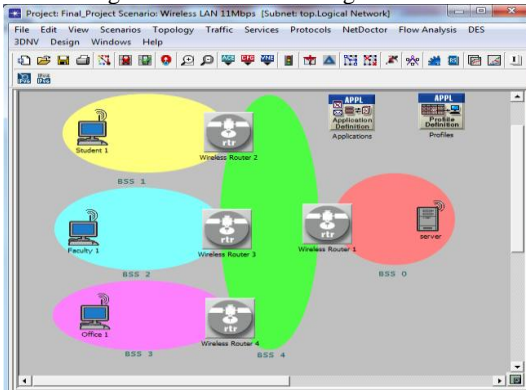 Project: Final_Project Scenario: Wireless LAN 11Mbps [Subnet: top.Logical Network]
File Edit View Scenarios Topology Traffic Services Protocols NetDoctor Flow Analysis DES
3DNV Design Windows Help
ACE CFG VNE
APPL
Application Definition
Applications
APPL
Profile Definition
Profiles
Student 1
rtr
Wireless Router 2
BSS 1
Faculty 1
rtr
Wireless Router 3
BSS 2
rtr
Wireless Router 1
server
BSS 0
Office 1
rtr
Wireless Router 4
BSS 3
BSS 4